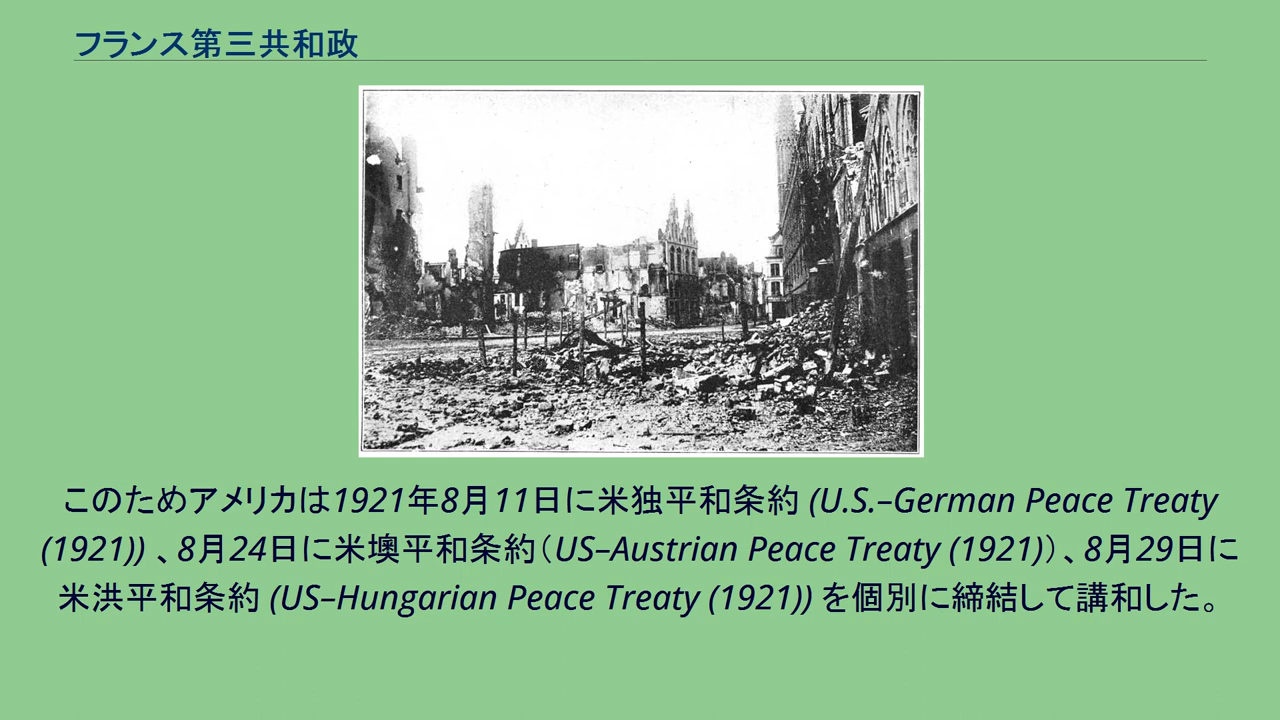 フランス第三共和政
このためアメリカは1921年8月11日に米独平和条約 (U.S.–German Peace Treaty
(1921)) 、8月24日に米墺平和条約（US–Austrian Peace Treaty (1921)）、8月29日に
米洪平和条約 (US–Hungarian Peace Treaty (1921)) を個別に締結して講和した。